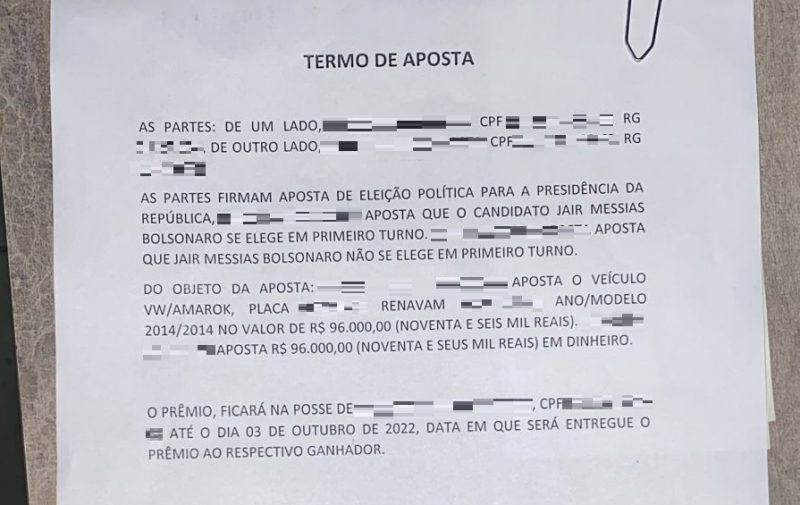 TERMO DE APOSTA
AS PARTES: DE UM LADO, CPF RG
, DE OUTRO LADO, CPF RG
AS PARTES FIRMAM APOSTA DE ELEIÇÃO POLÍTICA PARA A PRESIDÊNCIA DA
REPÚBLICA, APOSTA QUE O CANDIDATO JAIR MESSIAS
BOLSONARO SE ELEGE EM PRIMEIRO TURNO. APOSTA
QUE JAIR MESSIAS BOLSONARO NÃO SE ELEGE EM PRIMEIRO TURNO.
DO OBJETO DA APOSTA: APOSTA O VEÍCULO
VW/AMAROK, PLACA RENAVAM ANO/MODELO
2014/2014 NO VALOR DE R$ 96.000,00 (NOVENTA E SEIS MIL REAIS).
APOSTA R$ 96.000,00 (NOVENTA E SEUS MIL REAIS) EM DINHEIRO.
O PRÊMIO, FICARÁ NA POSSE DE , CPF
ATÉ O DIA 03 DE OUTUBRO DE 2022, DATA EM QUE SERÁ ENTREGUE O
PRÊMIO AO RESPECTIVO GANHADOR.